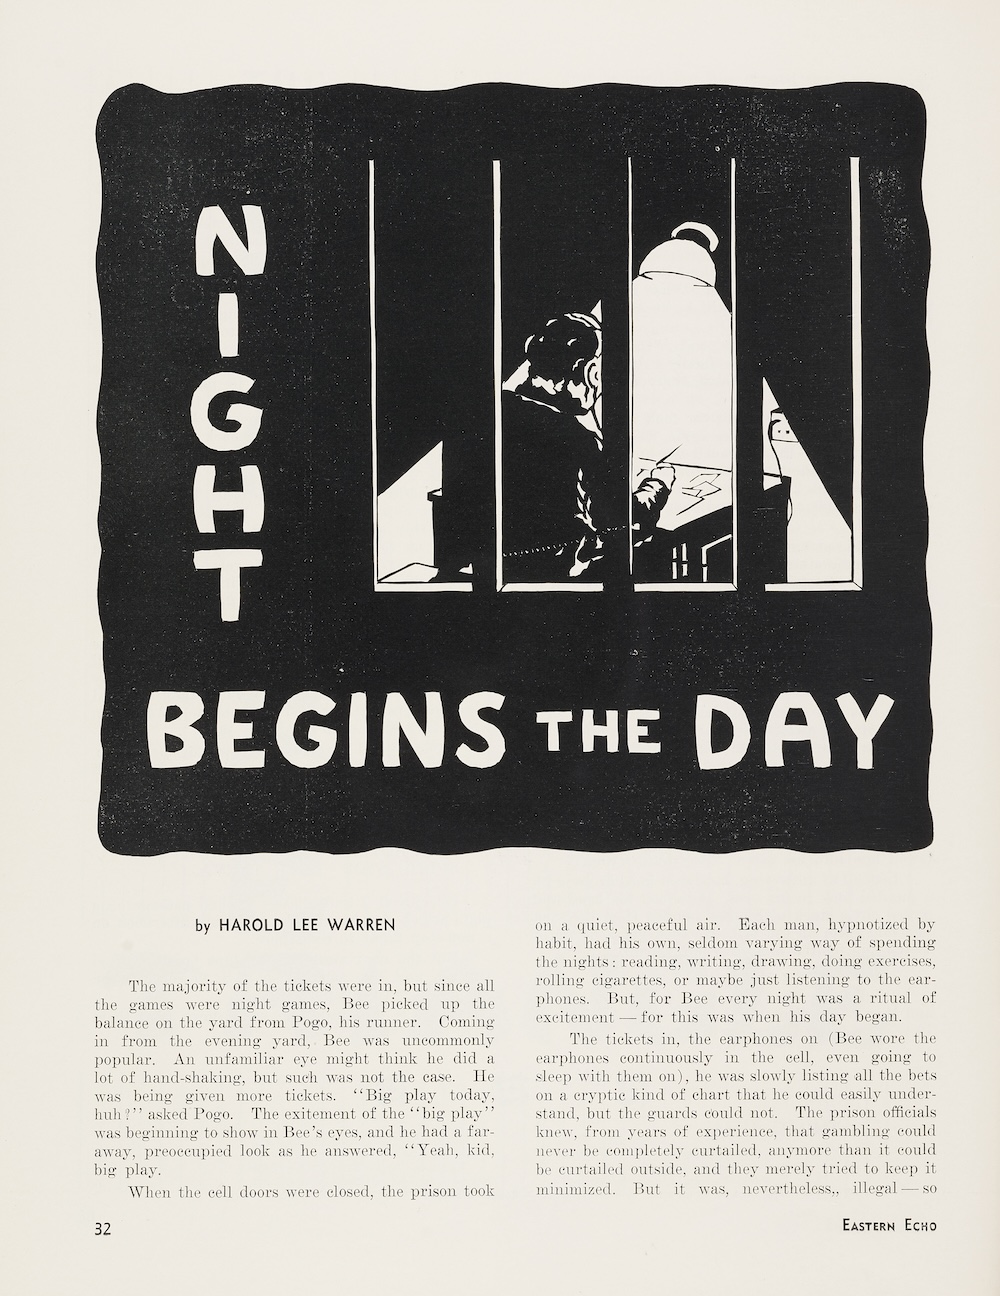 NIGHT
BEGINS THE DAY
by HAROLD LEE WARREN
The majority of the tickets were in, but since all
the games were night games, Bee picked up the
balance on the yard from Pogo, his runner. Coming
in from the evening yard, Bee was uncommonly
popular. An unfamiliar eye might think he did a
lot of hand-shaking, but such was not the case. He
was being given more tickets. “Big play today,
huh?” asked Pogo. The exitement of the “big play”
was beginning to show in Bee's eyes, and he had a far-
away, preoccupied look as he answered, “Yeah, kid,
big play.
When the cell doors were closed, the prison took
on a quiet, peaceful air. Each man, hypnotized by
habit, had his own, seldom varying way of spending
the nights: reading, writing, drawing, doing exercises,
rolling cigarettes, or maybe just listening to the ear-
phones. But, for Bee every night was a ritual of
excitement — for this was when his day began.
The tickets in, the earphones on (Bee wore the
earphones continuously in the cell, even going to
sleep with them on), he was slowly listing all the bets
on a cryptic kind of chart that he could easily under-
stand, but the guards could not. The prison officials
knew, from years of experience, that gambling could
never be completely curtailed, anymore than it could
be curtailed outside, and they merely tried to keep it
minimized. But it was, nevertheless,, illegal — so
32
EASTERN ECHO